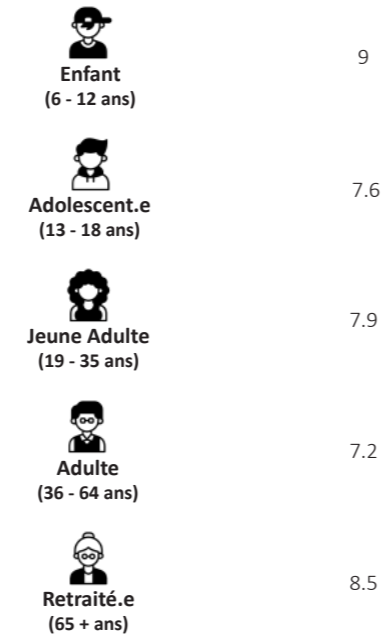 Enfant
(6 - 12 ans)
9
Adolescent.e
(13 - 18 ans)
7.6
Jeune Adulte
(19 - 35 ans)
7.9
Adulte
(36 - 64 ans)
7.2
Retraité.e
(65 + ans)
8.5